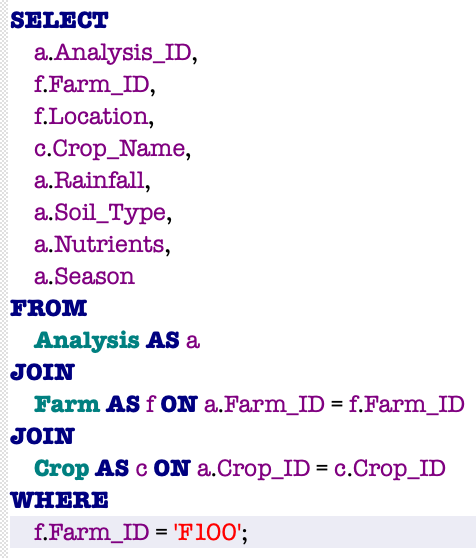 SELECT
a.Analysis_ID,
f.Farm_ID,
f.Location,
c.Crop_Name,
a.Rainfall,
a.Soil_Type,
a.Nutrients,
a.Season
FROM
Analysis AS a
JOIN
Farm AS f ON a.Farm_ID = f.Farm_ID
JOIN
Crop AS c ON a.Crop_ID = c.Crop_ID
WHERE
f.Farm_ID = 'F100';